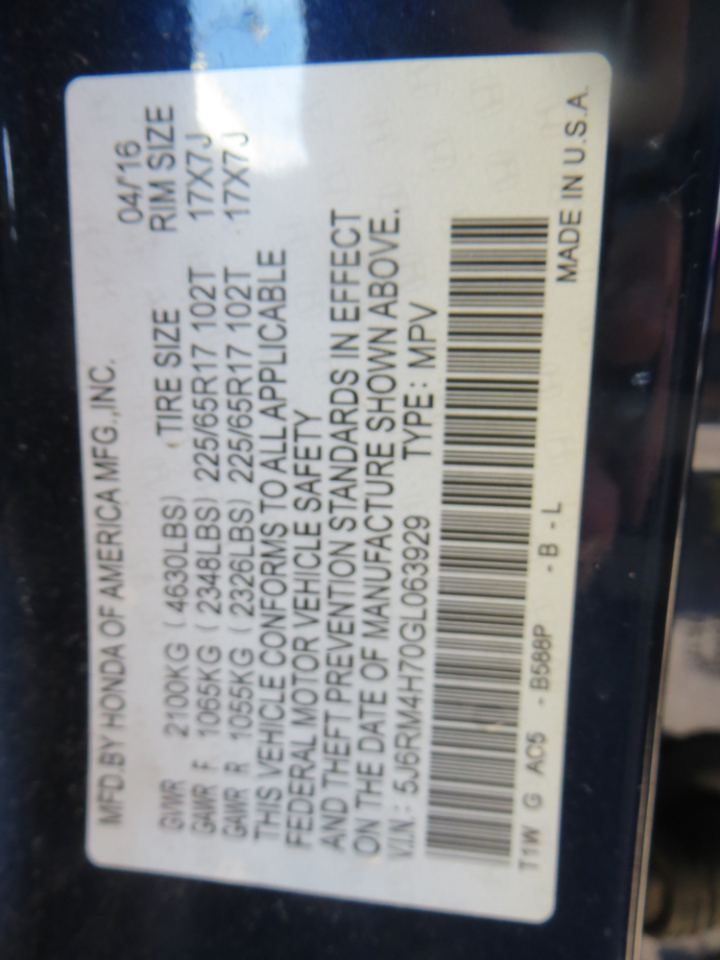 MFD.BY HONDA OF AMERICA MFG.,INC. 04/16
TIRE SIZE RIM SIZE
GVWR 2100KG (4630LBS)
GAWR F 1065KG (2348LBS) 225/65R17 102T 17X7J
GAWR R 1055KG (2326LBS) 225/65R17 102T 17X7J
THIS VEHICLE CONFORMS TO ALL APPLICABLE
FEDERAL MOTOR VEHICLE SAFETY
AND THEFT PREVENTION STANDARDS IN EFFECT
ON THE DATE OF MANUFACTURE SHOWN ABOVE.
V.I.N.: 5J6RM4H70GL063929 TYPE: MPV
T1W G AC5 -B588P -B -L
MADE IN U.S.A.